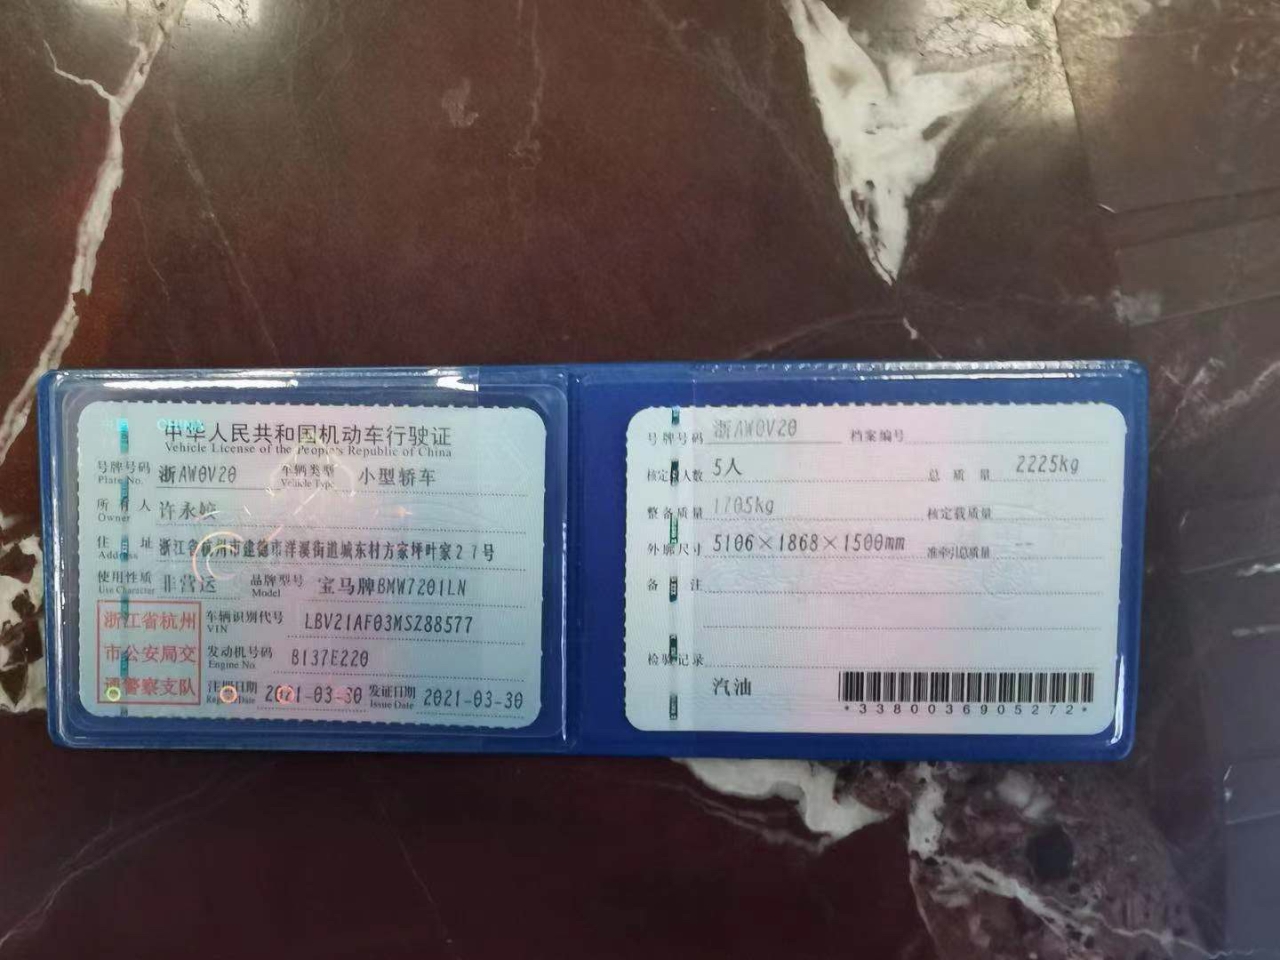 中华人民共和国机动车行驶证
Vehicle License of the People's Republic of China
号牌号码 浙AW0V20 车辆类型 小型轿车
Plate No. Vehicle Type
所有人 许永
Owner
住址 浙江省杭州市建德市洋溪街道城东村方家坪叶家27号
Address
使用性质 非营运 品牌型号 宝马牌BMW7201LN
Use Character Model
浙江省杭州
市公安局交
通警察支队
车辆识别代号 LBV21AF03MSZ88577
VIN
发动机号码 B137E220
Engine No.
注册日期 2021-03-30 发证日期 2021-03-30
Register Date Issue Date
号牌号码 浙AW0V20 档案编号
核定载人数 5人 总质量 2225kg
整备质量 1705kg 核定载质量
外廓尺寸 5106×1868×1500mm 准牵引总质量 --
备注
检验记录
汽油
*3380036905272*